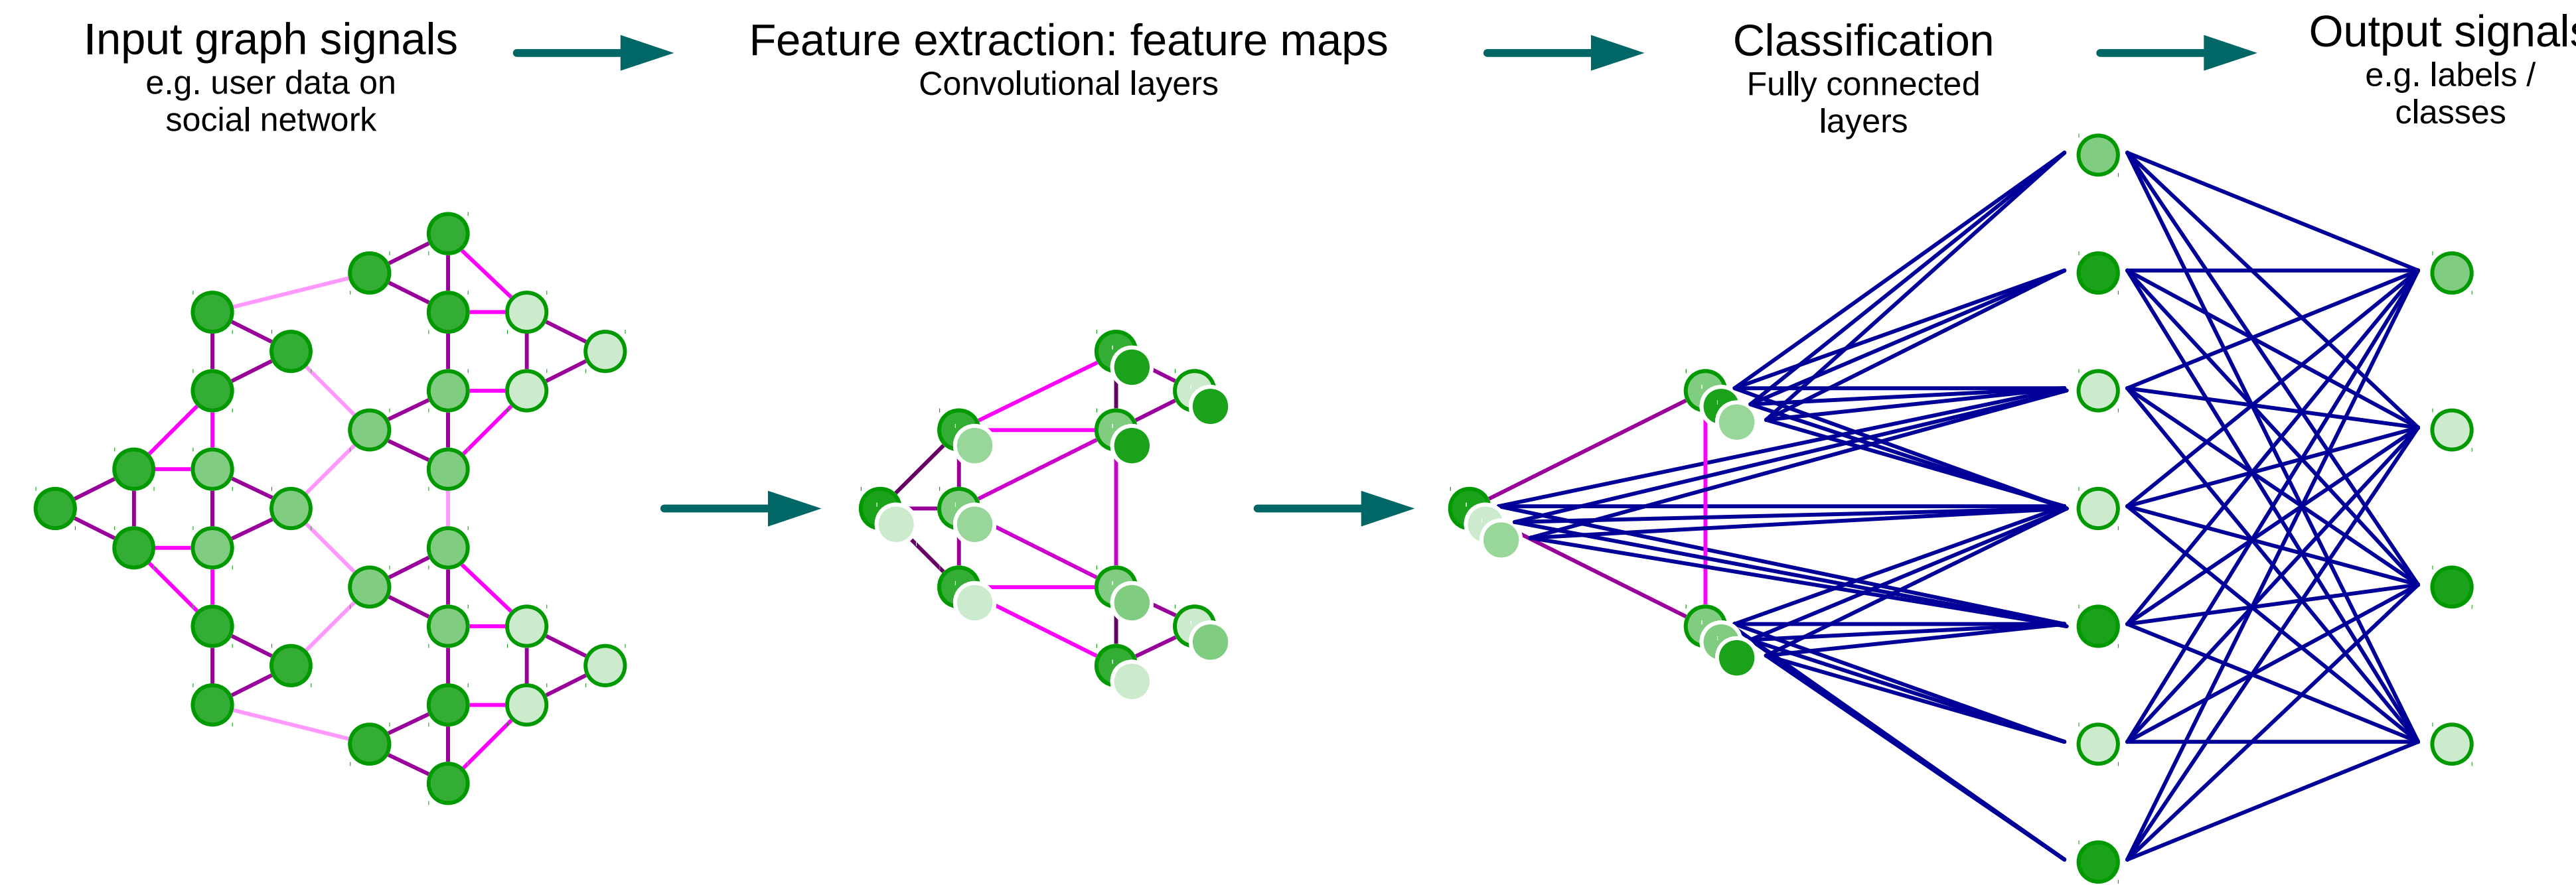 Input graph signals
e.g. user data on
social network
Feature extraction: feature maps
Convolutional layers
Classification
Fully connected
layers
Output signals
e.g. labels /
classes